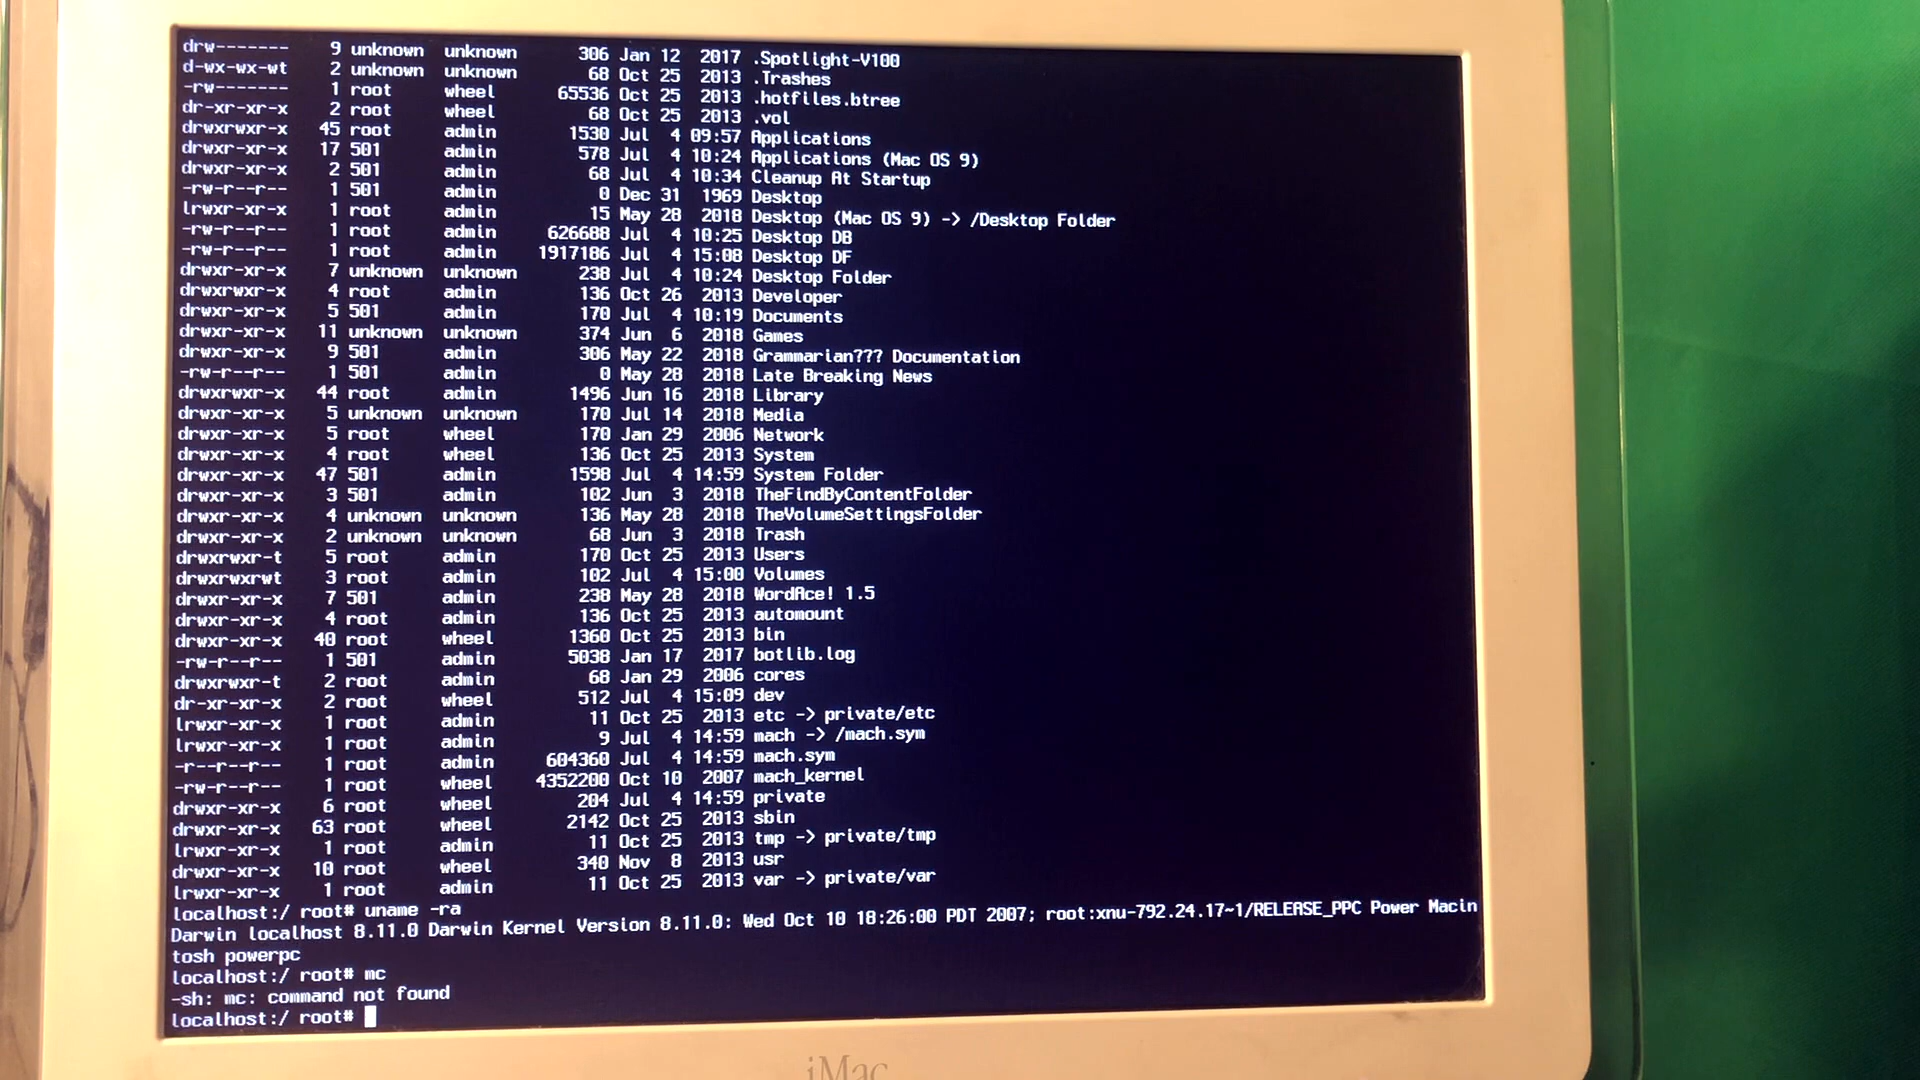 drw-------   9 unknown  unknown      306 Jan 12  2017 .Spotlight-V100
d-wx-wx-wt   2 unknown  unknown       68 Oct 25  2013 .Trashes
-rw-------   1 root     wheel      65536 Oct 25  2013 .hotfiles.btree
dr-xr-xr-x   2 root     wheel         68 Oct 25  2013 .vol
drwxrwxr-x  45 root     admin       1530 Jul  4 09:57 Applications
drwxr-xr-x  17 501      admin        578 Jul  4 10:24 Applications (Mac OS 9)
drwxr-xr-x   2 501      admin         68 Jul  4 10:34 Cleanup At Startup
-rw-r--r--   1 501      admin          0 Dec 31  1969 Desktop
lrwxr-xr-x   1 root     admin         15 May 28  2018 Desktop (Mac OS 9) -> /Desktop Folder
-rw-r--r--   1 root     admin     626688 Jul  4 10:25 Desktop DB
-rw-r--r--   1 root     admin    1917186 Jul  4 15:08 Desktop DF
drwxr-xr-x   7 unknown  unknown      238 Jul  4 10:24 Desktop Folder
drwxrwxr-x   4 root     admin        136 Oct 26  2013 Developer
drwxr-xr-x   5 501      admin        170 Jul  4 10:19 Documents
drwxr-xr-x  11 unknown  unknown      374 Jun  6  2018 Games
drwxr-xr-x   9 501      admin        306 May 22  2018 Grammarian??? Documentation
-rw-r--r--   1 501      admin          0 May 28  2018 Late Breaking News
drwxrwxr-x  44 root     admin       1496 Jun 16  2018 Library
drwxr-xr-x   5 unknown  unknown      170 Jul 14  2018 Media
drwxr-xr-x   5 root     wheel        170 Jan 29  2006 Network
drwxr-xr-x   4 root     wheel        136 Oct 25  2013 System
drwxr-xr-x  47 501      admin       1598 Jul  4 14:59 System Folder
drwxr-xr-x   3 501      admin        102 Jun  3  2018 TheFindByContentFolder
drwxr-xr-x   4 unknown  unknown      136 May 28  2018 TheVolumeSettingsFolder
drwxr-xr-x   2 unknown  unknown       68 Jun  3  2018 Trash
drwxrwxr-t   5 root     admin        170 Oct 25  2013 Users
drwxrwxrwt   3 root     admin        102 Jul  4 15:00 Volumes
drwxr-xr-x   7 501      admin        238 May 28  2018 WordAce! 1.5
drwxr-xr-x   4 root     admin        136 Oct 25  2013 automount
drwxr-xr-x  40 root     wheel       1360 Oct 25  2013 bin
-rw-r--r--   1 501      admin       5038 Jan 17  2017 botlib.log
drwxrwxr-t   2 root     admin         68 Jan 29  2006 cores
dr-xr-xr-x   2 root     wheel        512 Jul  4 15:09 dev
lrwxr-xr-x   1 root     admin         11 Oct 25  2013 etc -> private/etc
lrwxr-xr-x   1 root     admin          9 Jul  4 14:59 mach -> /mach.sym
-r--r--r--   1 root     admin     604360 Jul  4 14:59 mach.sym
-rw-r--r--   1 root     wheel    4352200 Oct 10  2007 mach_kernel
drwxr-xr-x   6 root     wheel        204 Jul  4 14:59 private
drwxr-xr-x  63 root     wheel       2142 Oct 25  2013 sbin
lrwxr-xr-x   1 root     admin         11 Oct 25  2013 tmp -> private/tmp
drwxr-xr-x  10 root     wheel        340 Nov  8  2013 usr
lrwxr-xr-x   1 root     admin         11 Oct 25  2013 var -> private/var
localhost:/ root# uname -ra
Darwin localhost 8.11.0 Darwin Kernel Version 8.11.0: Wed Oct 10 18:26:00 PDT 2007; root:xnu-792.24.17~1/RELEASE_PPC Power Macin
tosh powerpc
localhost:/ root# mc
-sh: mc: command not found
localhost:/ root#
iMac